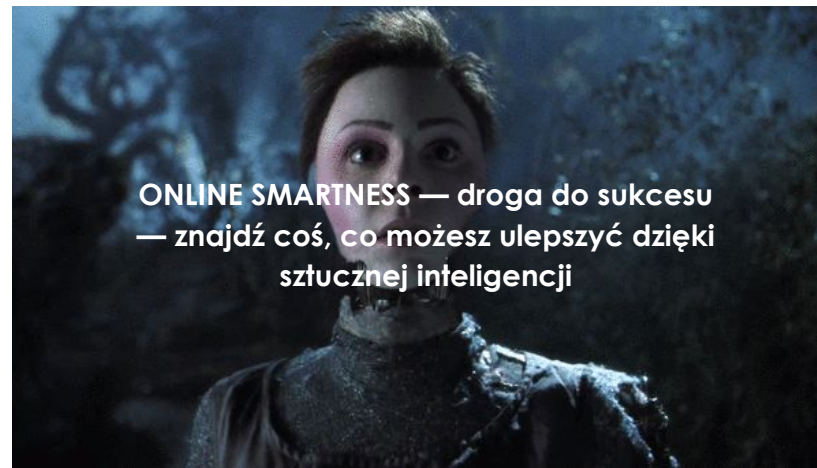 ONLINE SMARTNESS — droga do sukcesu
— znajdź coś, co możesz ulepszyć dzięki
sztucznej inteligencji